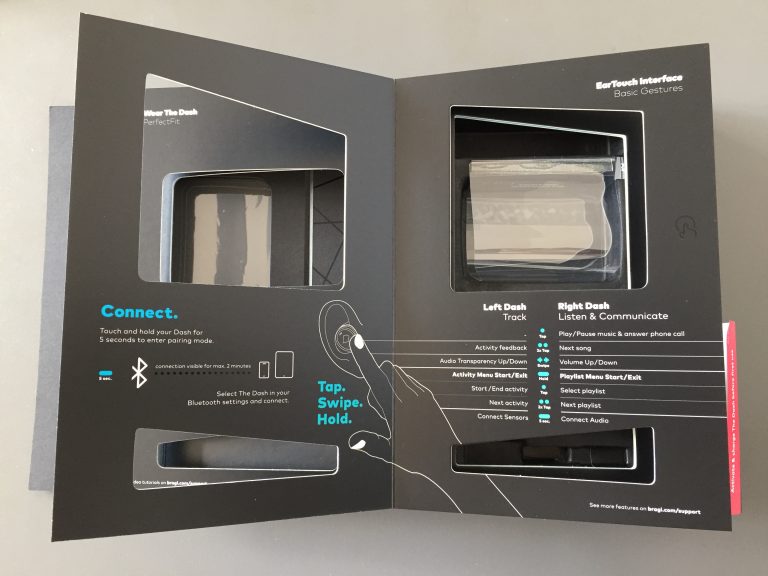 Wear The Dash
PerfectFit
Connect.
Touch and hold your Dash for
5 seconds to enter pairing mode.
5 sec.
connection visible for max. 2 minutes
Select The Dash in your
Bluetooth settings and connect.
Tap.
Swipe.
Hold.
deo tutorials on bragi.com/support
EarTouch Interface
Basic Gestures
Left Dash
Track
Right Dash
Listen & Communicate
- Tap Play/Pause music & answer phone call
Activity feedback 2x Tap Next song
Audio Transparency Up/Down Swipe Volume Up/Down
Activity Menu Start/Exit Hold Playlist Menu Start/Exit
Start/End activity Tap Select playlist
Next activity 2x Tap Next playlist
Connect Sensors 5 sec. Connect Audio
See more features on bragi.com/support
Activate & charge The Dash before first use